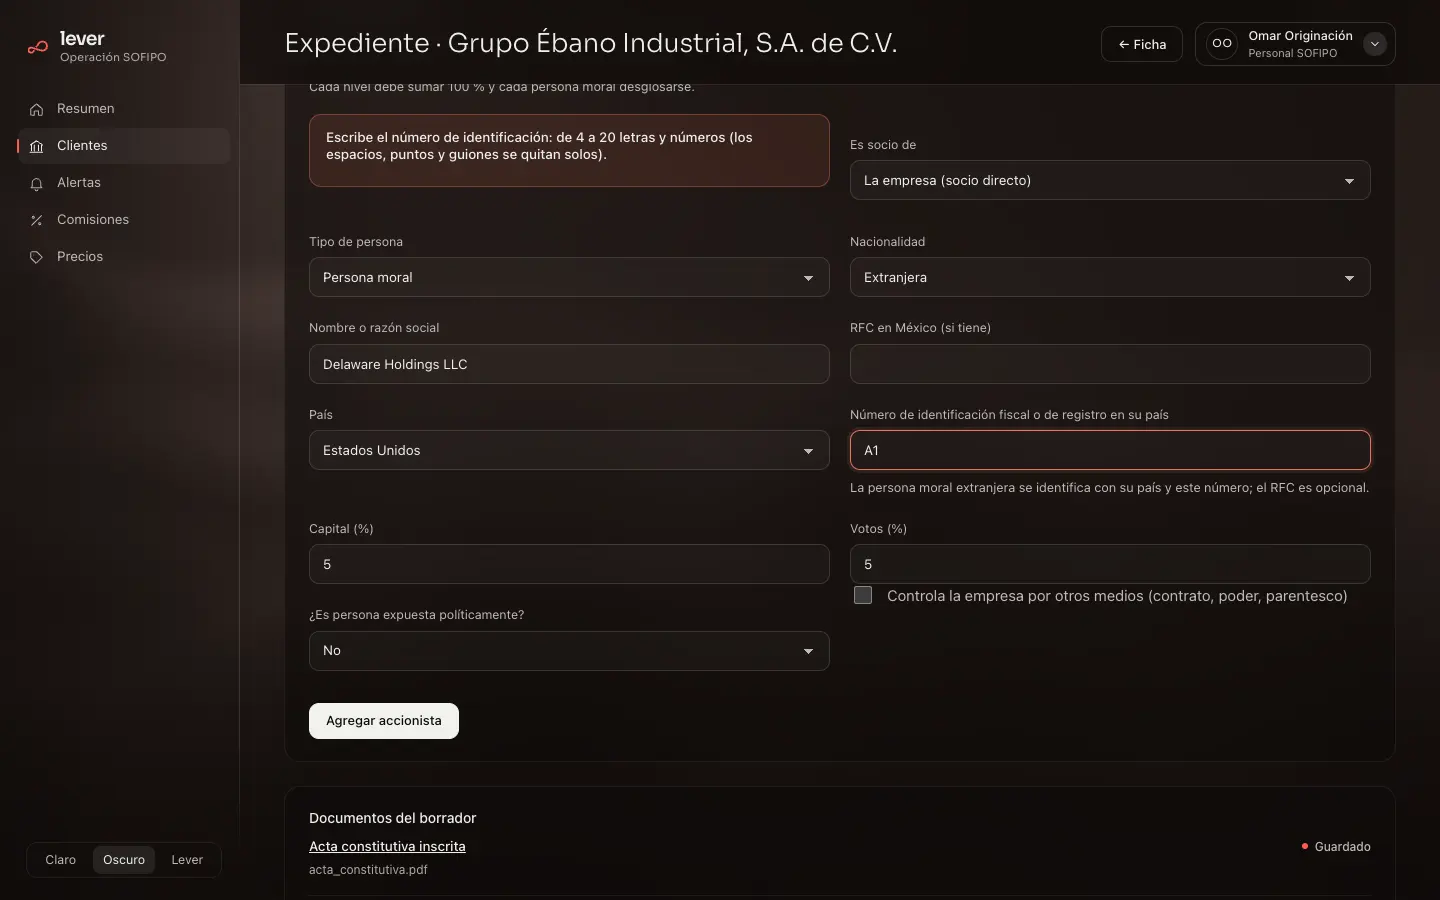 lever
Operación SOFIPO
Resumen
Clientes
Alertas
Comisiones
Precios
Claro
Oscuro
Lever
Expediente · Grupo Ébano Industrial, S.A. de C.V.
← Ficha
OO
Omar Originación
Personal SOFIPO
Cada nivel debe sumar 100 % y cada persona moral desglosarse.
Escribe el número de identificación: de 4 a 20 letras y números (los
espacios, puntos y guiones se quitan solos).
Es socio de
La empresa (socio directo)
Tipo de persona
Persona moral
Nacionalidad
Extranjera
Nombre o razón social
Delaware Holdings LLC
RFC en México (si tiene)
País
Estados Unidos
Número de identificación fiscal o de registro en su país
A1
La persona moral extranjera se identifica con su país y este número; el RFC es opcional.
Capital (%)
5
Votos (%)
5
Controla la empresa por otros medios (contrato, poder, parentesco)
¿Es persona expuesta políticamente?
No
Agregar accionista
Documentos del borrador
Acta constitutiva inscrita
Guardado
acta_constitutiva.pdf